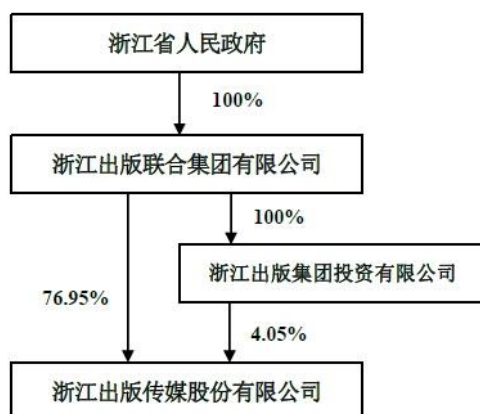 浙江省人民政府
100%
浙江出版联合集团有限公司
100%
浙江出版集团投资有限公司
76.95%
4.05%
浙江出版传媒股份有限公司